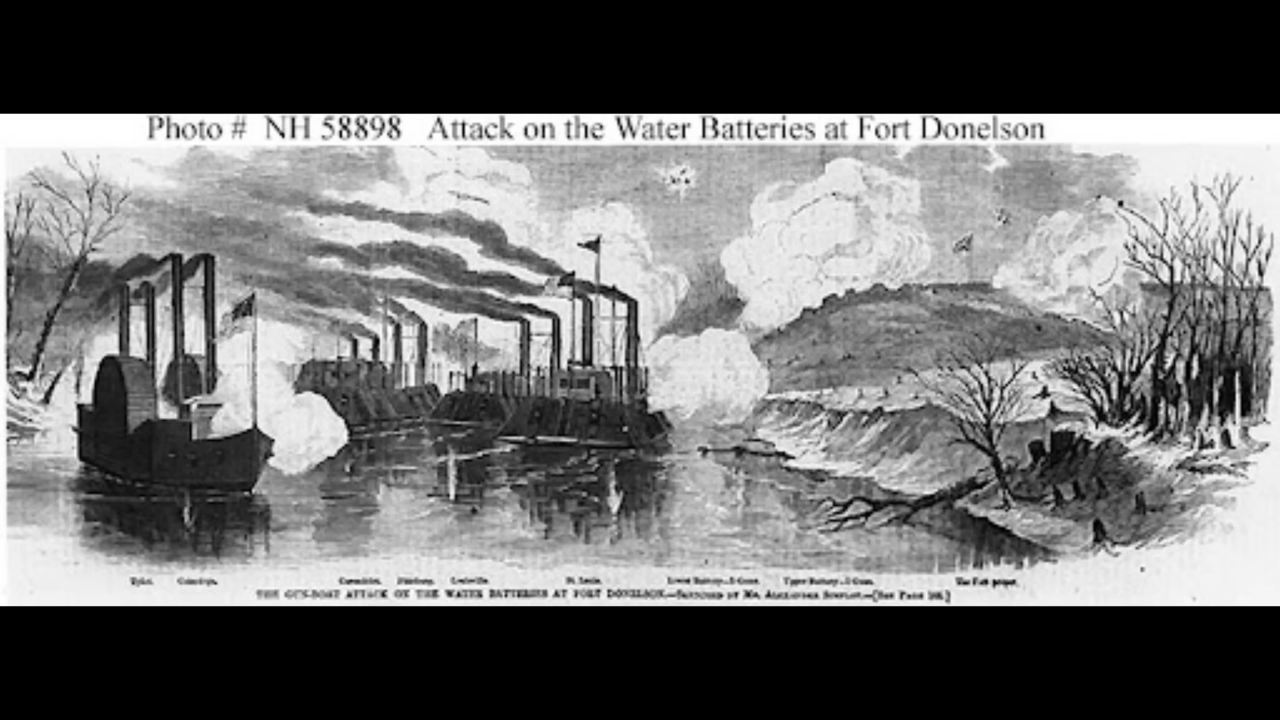 Photo # NH 58898 Attack on the Water Batteries at Fort Donelson
Tyler. Conestoga. Carondelet. Pittsburg. Louisville. St. Louis. Lower Battery—8 Guns. Upper Battery— Guns. The Fort proper.
THE GUN-BOAT ATTACK ON THE WATER BATTERIES AT FORT DONELSON.—SKETCHED BY MR. ALEXANDER SIMPLOT.—[SEE PAGE